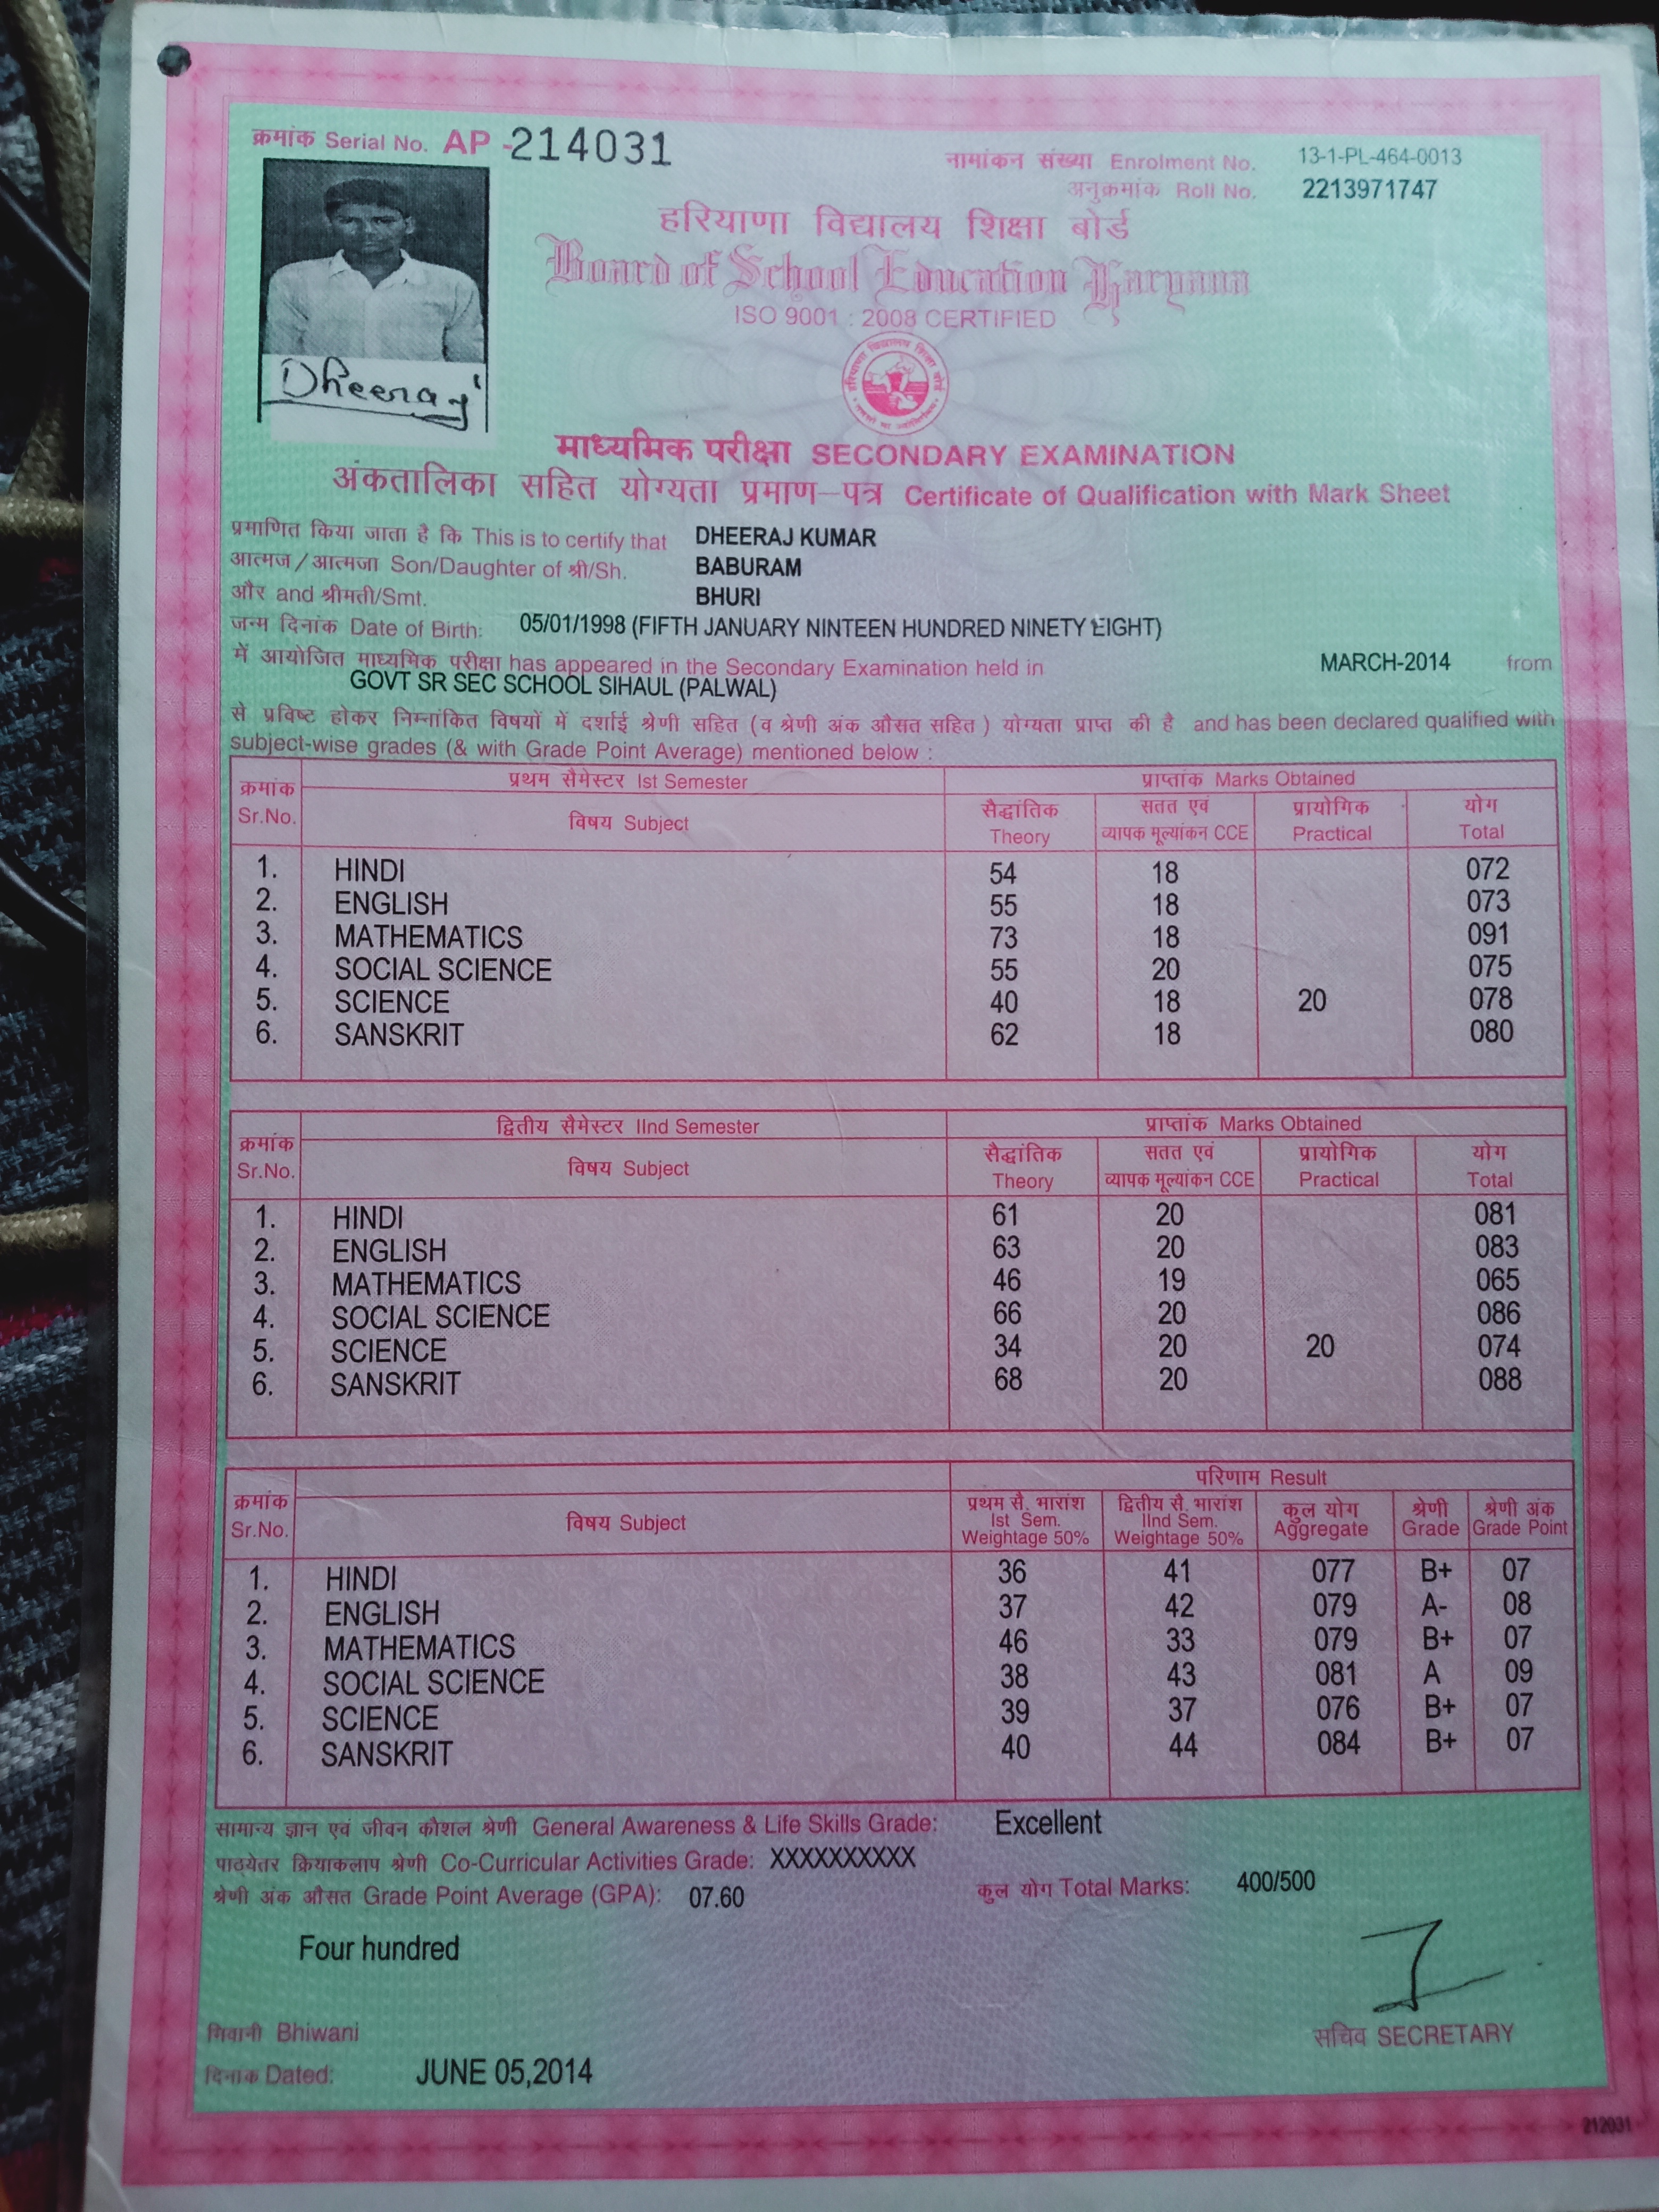 क्रमांक Serial No. AP -214031
नामांकन संख्या Enrolment No. 13-1-PL-464-0013
अनुक्रमांक Roll No. 2213971747
हरियाणा विद्यालय शिक्षा बोर्ड
Board of School Education Haryana
ISO 9001 : 2008 CERTIFIED
Dheeraj
माध्यमिक परीक्षा SECONDARY EXAMINATION
अंकतालिका सहित योग्यता प्रमाण-पत्र Certificate of Qualification with Mark Sheet
प्रमाणित किया जाता है कि This is to certify that DHEERAJ KUMAR
आत्मज / आत्मजा Son/Daughter of श्री/Sh. BABURAM
और and श्रीमती/Smt. BHURI
जन्म दिनांक Date of Birth: 05/01/1998 (FIFTH JANUARY NINTEEN HUNDRED NINETY EIGHT)
में आयोजित माध्यमिक परीक्षा has appeared in the Secondary Examination held in MARCH-2014 from
GOVT SR SEC SCHOOL SIHAUL (PALWAL)
से प्रविष्ट होकर निम्नांकित विषयों में दर्शाई श्रेणी सहित (व श्रेणी अंक औसत सहित ) योग्यता प्राप्त की है and has been declared qualified with
subject-wise grades (& with Grade Point Average) mentioned below :
क्रमांक प्रथम सैमेस्टर Ist Semester प्राप्तांक Marks Obtained
Sr.No. विषय Subject सैद्धांतिक Theory सतत एवं व्यापक मूल्यांकन CCE प्रायोगिक Practical योग Total
1. HINDI 54 18 072
2. ENGLISH 55 18 073
3. MATHEMATICS 73 18 091
4. SOCIAL SCIENCE 55 20 075
5. SCIENCE 40 18 20 078
6. SANSKRIT 62 18 080
क्रमांक द्वितीय सैमेस्टर IInd Semester प्राप्तांक Marks Obtained
Sr.No. विषय Subject सैद्धांतिक Theory सतत एवं व्यापक मूल्यांकन CCE प्रायोगिक Practical योग Total
1. HINDI 61 20 081
2. ENGLISH 63 20 083
3. MATHEMATICS 46 19 065
4. SOCIAL SCIENCE 66 20 086
5. SCIENCE 34 20 20 074
6. SANSKRIT 68 20 088
परिणाम Result
क्रमांक Sr.No. विषय Subject प्रथम सै. भारांश Ist Sem. Weightage 50% द्वितीय सै. भारांश IInd Sem. Weightage 50% कुल योग Aggregate श्रेणी Grade श्रेणी अंक Grade Point
1. HINDI 36 41 077 B+ 07
2. ENGLISH 37 42 079 A- 08
3. MATHEMATICS 46 33 079 B+ 07
4. SOCIAL SCIENCE 38 43 081 A 09
5. SCIENCE 39 37 076 B+ 07
6. SANSKRIT 40 44 084 B+ 07
सामान्य ज्ञान एवं जीवन कौशल श्रेणी General Awareness & Life Skills Grade: Excellent
पाठयेतर क्रियाकलाप श्रेणी Co-Curricular Activities Grade: XXXXXXXXXX
श्रेणी अंक औसत Grade Point Average (GPA): 07.60 कुल योग Total Marks: 400/500
Four hundred
भिवानी Bhiwani
सचिव SECRETARY
दिनांक Dated: JUNE 05,2014
212031